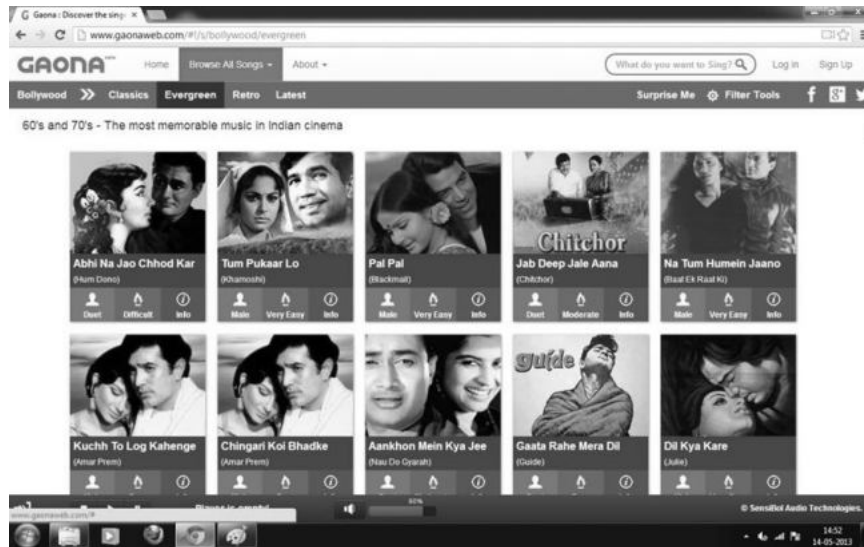 Gaona : Discover the sing
www.gaonaweb.com/#!/s/bollywood/evergreen
GAONA Home Browse All Songs About What do you want to Sing? Log in Sign Up
Bollywood Classics Evergreen Retro Latest Surprise Me Filter Tools f g+
60's and 70's - The most memorable music in Indian cinema
Chitchor
Abhi Na Jao Chhod Kar Tum Pukaar Lo Pal Pal Jab Deep Jale Aana Na Tum Humein Jaano
(Hum Dono) (Khamoshi) (Blackmail) (Chitchor) (Baat Ek Raat Ki)
Duet Difficult Info Male Very Easy Info Male Very Easy Info Duet Moderate Info Male Very Easy Info
guide
Kuchh To Log Kahenge Chingari Koi Bhadke Aankhon Mein Kya Jee Gaata Rahe Mera Dil Dil Kya Kare
(Amar Prem) (Amar Prem) (Nau Do Gyarah) (Guide) (Julie)
Player is empty! 60% © SensiBol Audio Technologies.
www.gaonaweb.com/#
14:52
14-05-2013